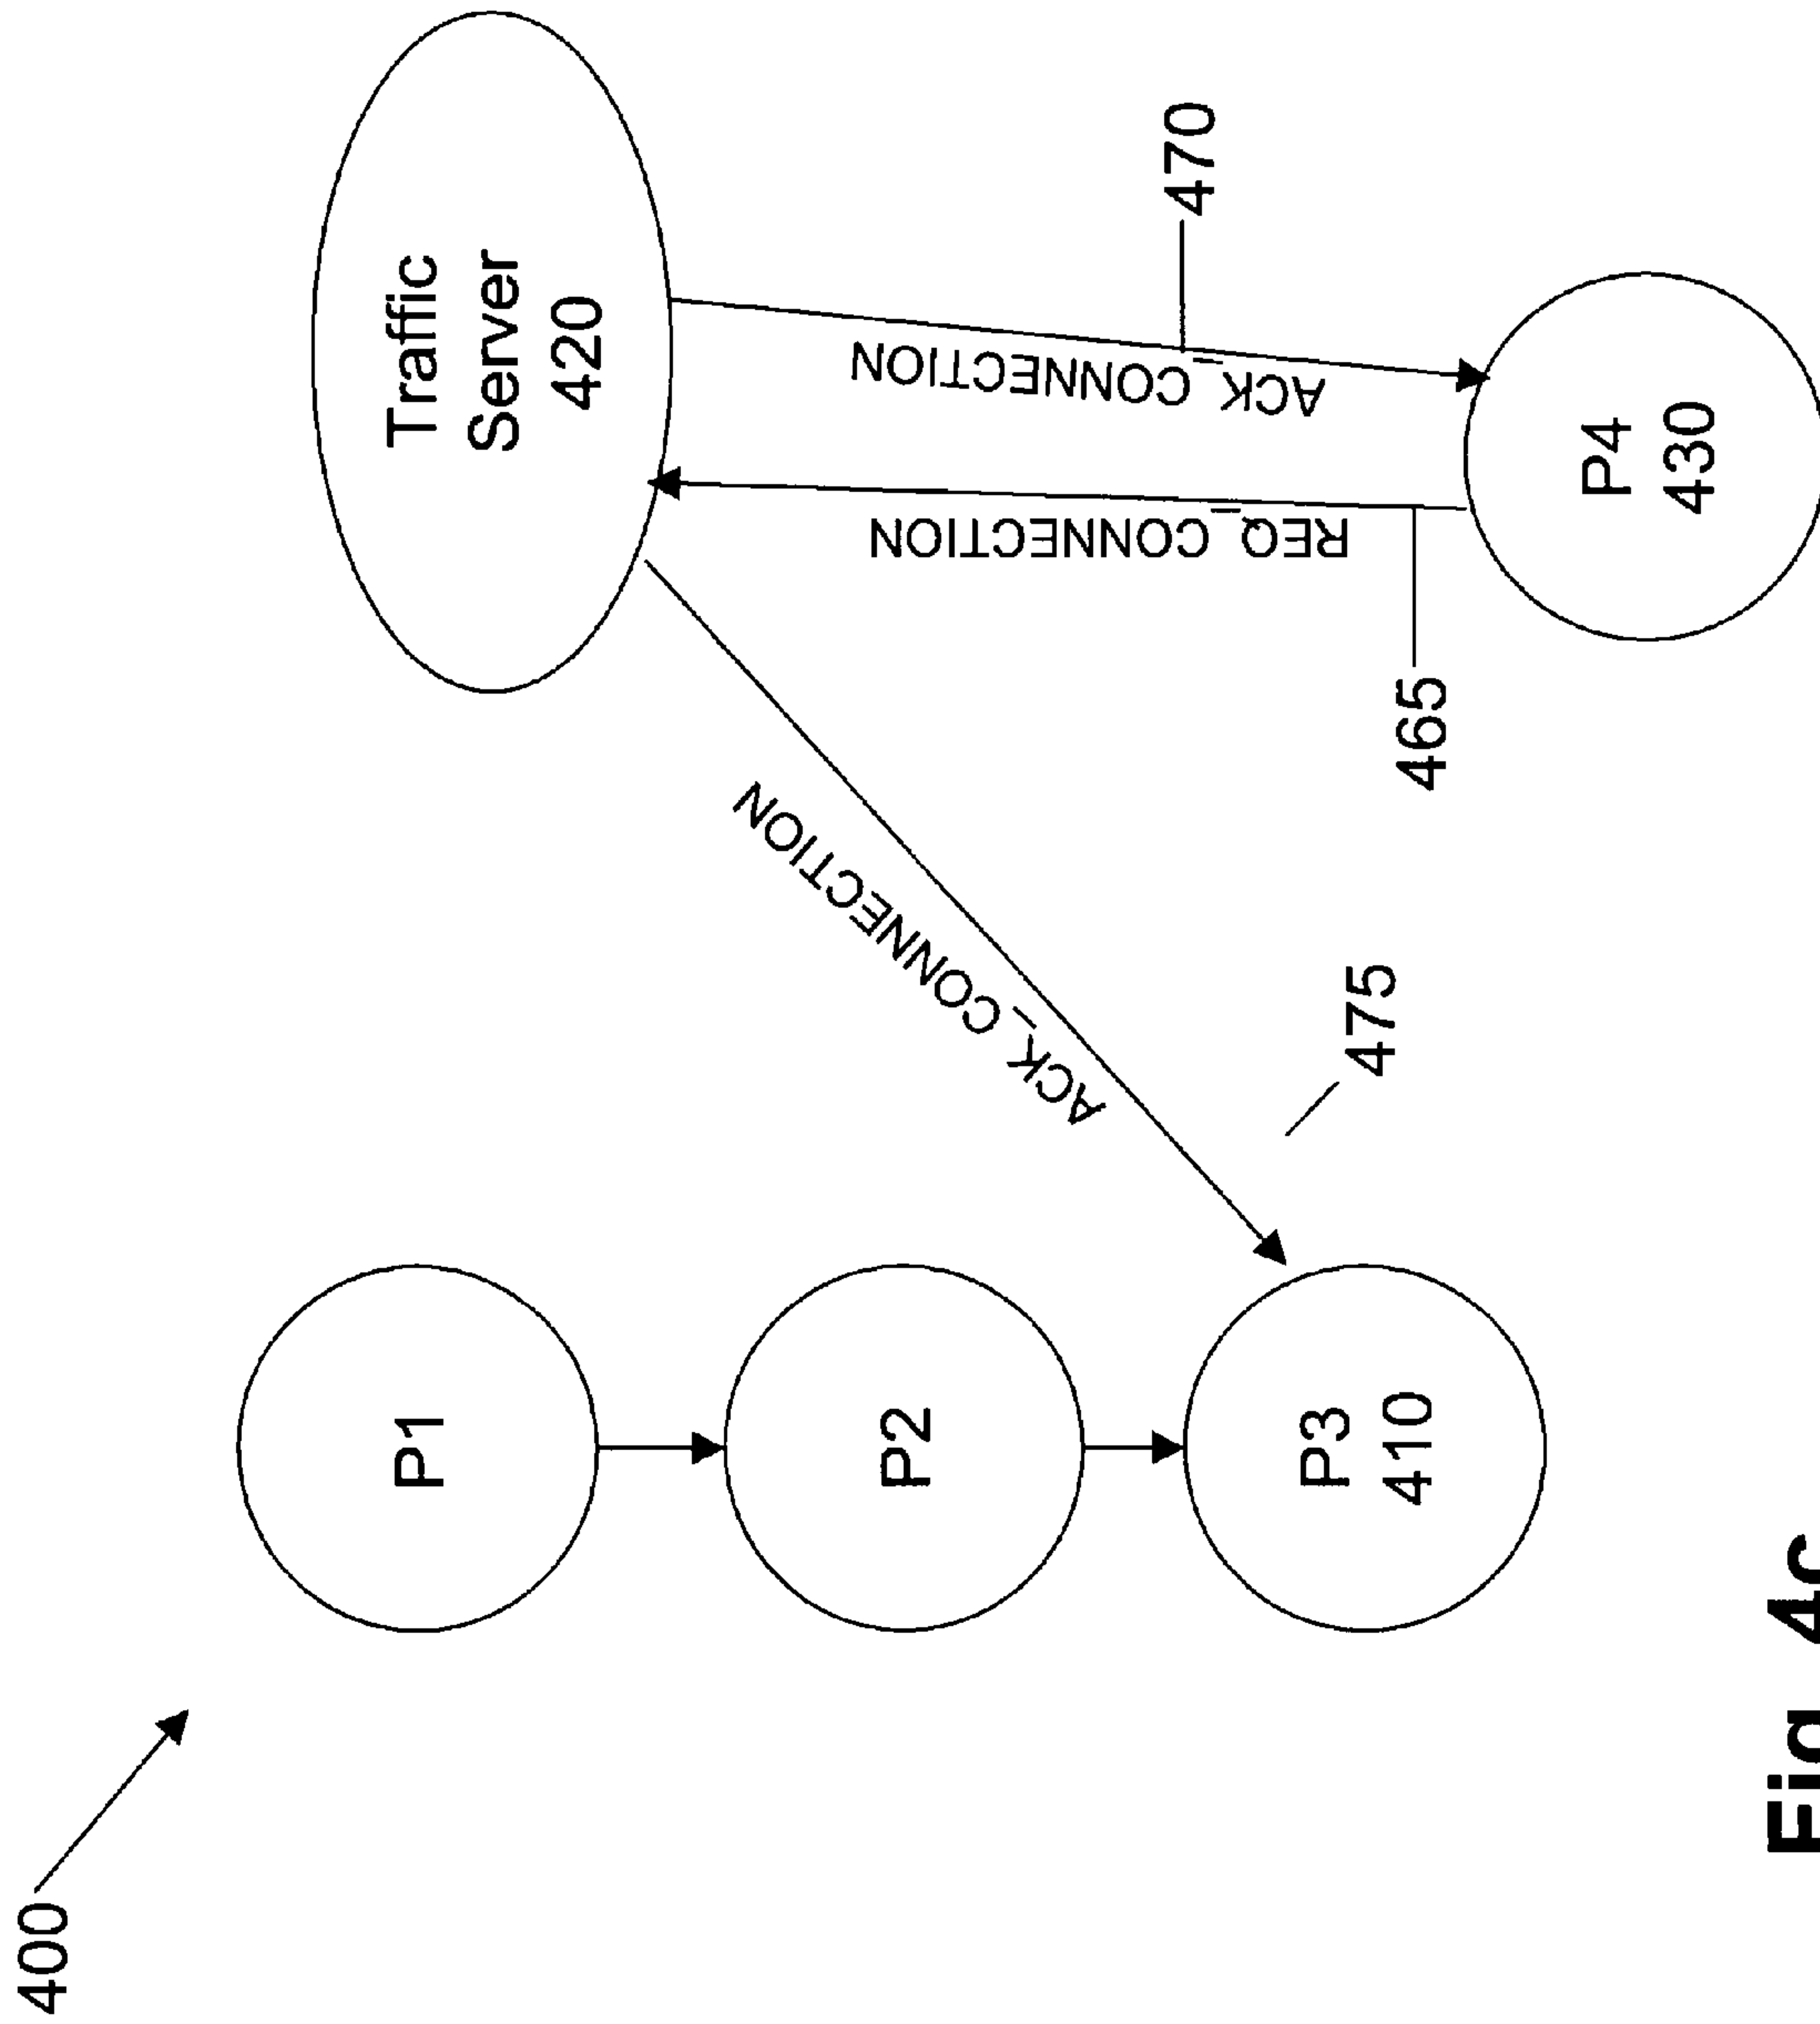 400
P1
P2
P3
410
Traffic
Server
420
ACK_CONNECTION
475
REQ_CONNECTION
465
ACK_CONNECTION
470
P4
430
Fig. 4c